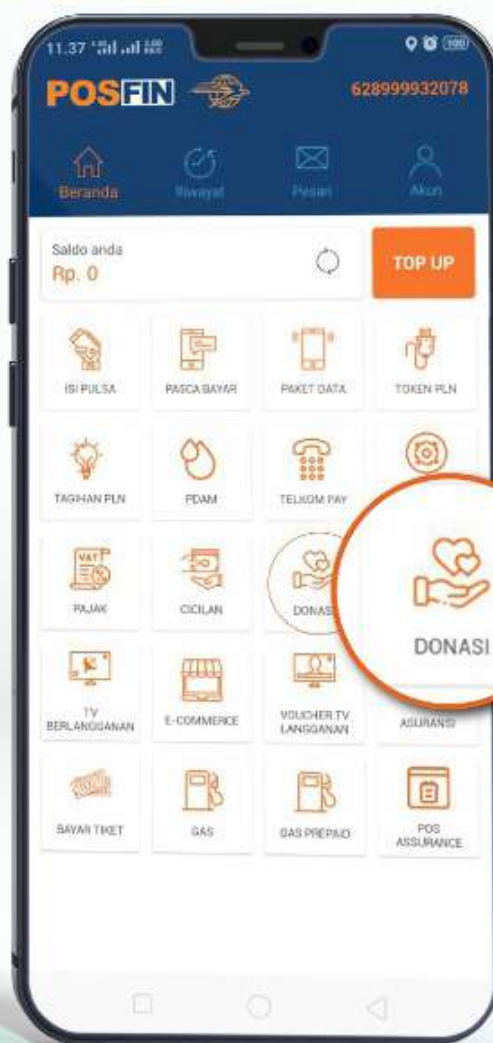 11.37
100
POSFIN
628999932078
Beranda
Riwayat
Pesan
Akun
Saldo anda
Rp. 0
TOP UP
ISI PULSA
PASCA BAYAR
PAKET DATA
TOKEN PLN
TAGIHAN PLN
PDAM
TELKOM PAY
VAT
PAJAK
CICILAN
DONASI
DONASI
TV
BERLANGGANAN
E-COMMERCE
VOUCHER TV
LANGGANAN
ASURANSI
BAYAR TIKET
GAS
GAS PREPAID
POS
ASSURANCE